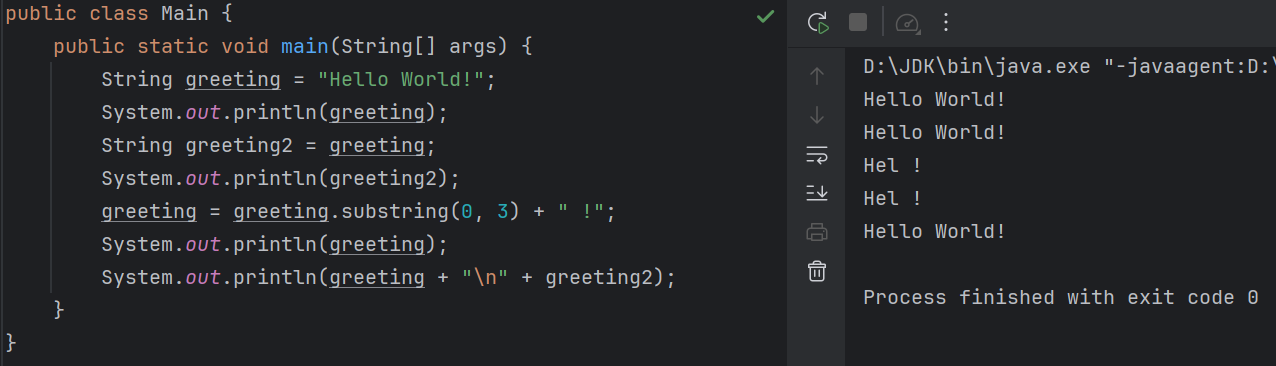 public class Main {
    public static void main(String[] args) {
        String greeting = "Hello World!";
        System.out.println(greeting);
        String greeting2 = greeting;
        System.out.println(greeting2);
        greeting = greeting.substring(0, 3) + " !";
        System.out.println(greeting);
        System.out.println(greeting + "\n" + greeting2);
    }
}
D:\JDK\bin\java.exe "-javaagent:D:\
Hello World!
Hello World!
Hel !
Hel !
Hello World!
Process finished with exit code 0